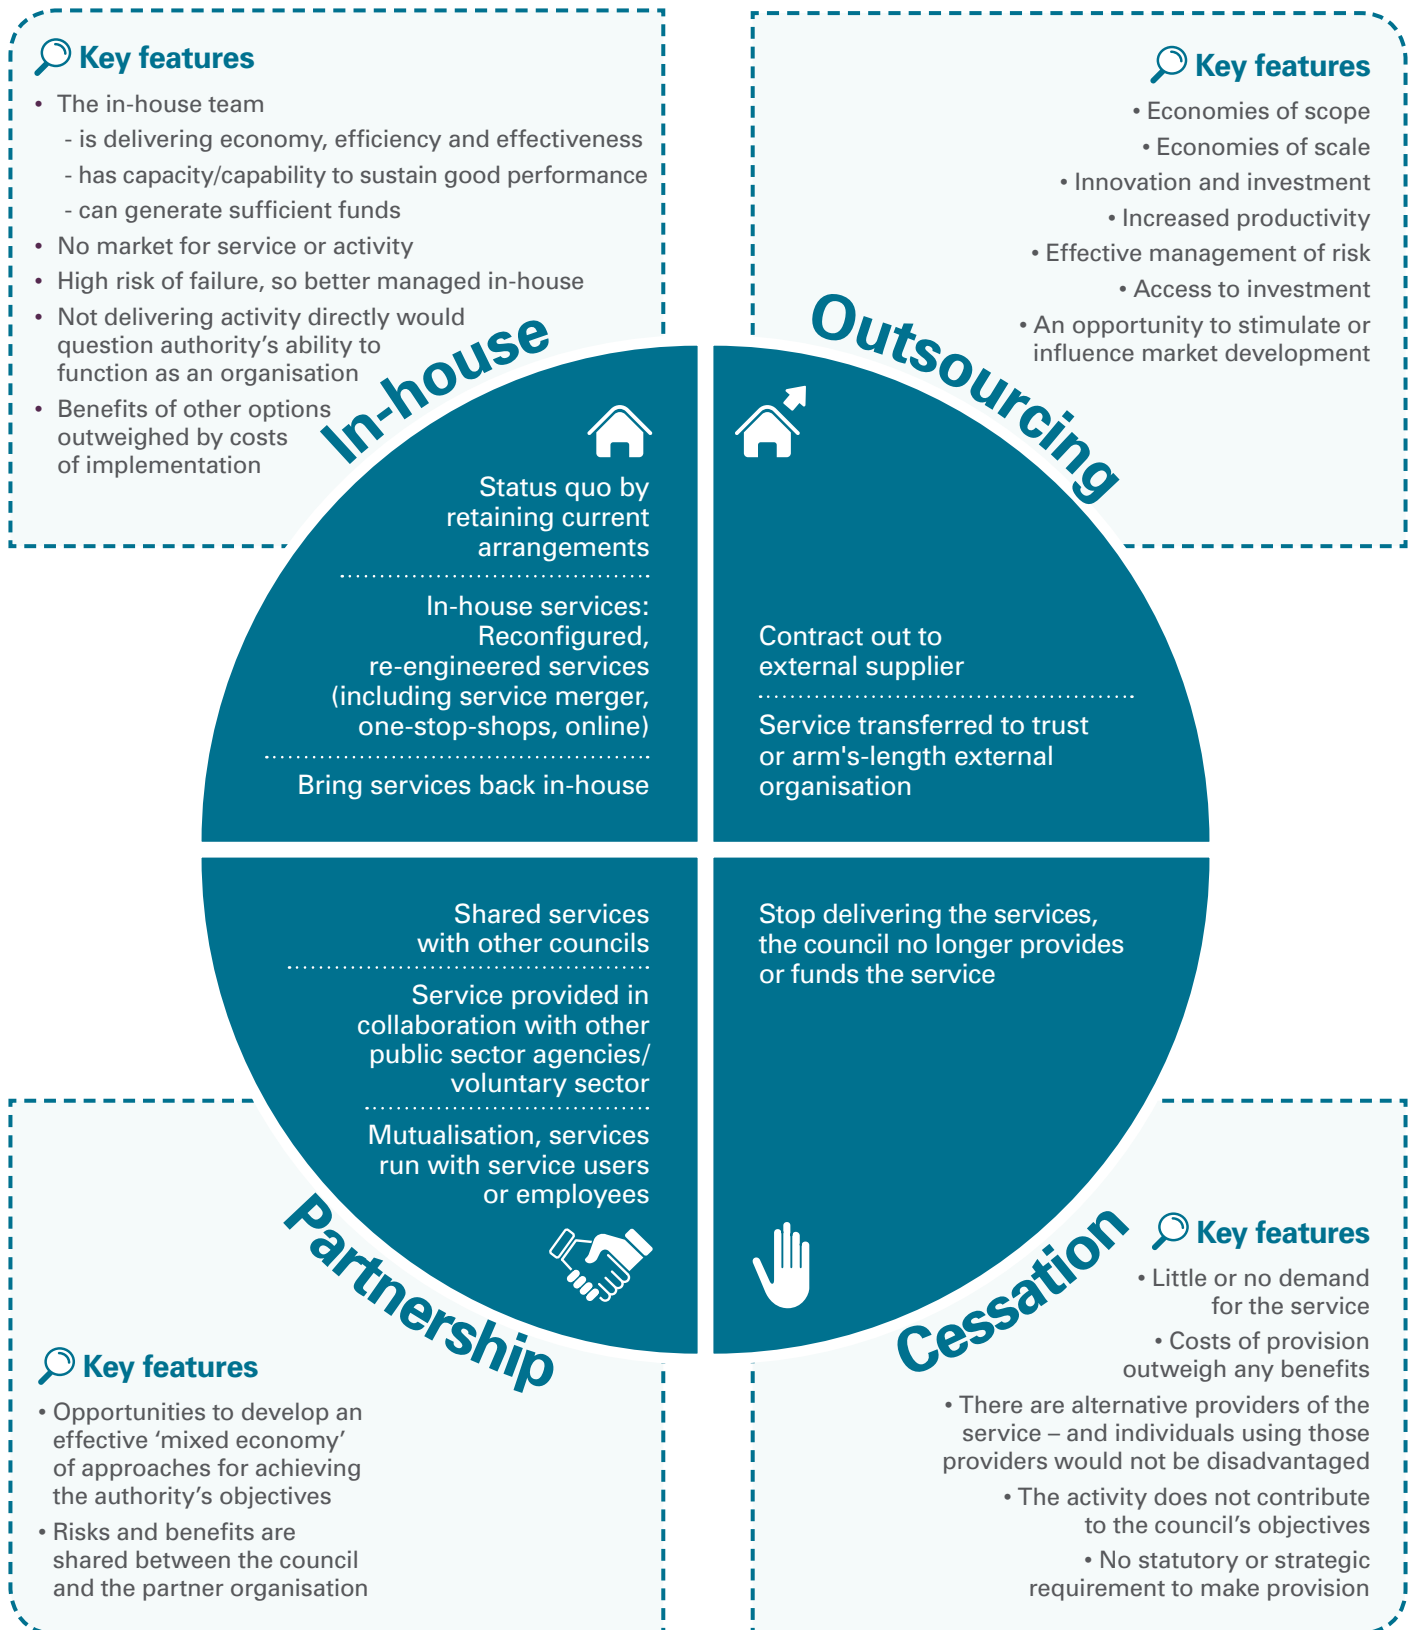 Key features
• The in-house team
- is delivering economy, efficiency and effectiveness
- has capacity/capability to sustain good performance
- can generate sufficient funds
• No market for service or activity
• High risk of failure, so better managed in-house
• Not delivering activity directly would
question authority’s ability to
function as an organisation
• Benefits of other options
outweighed by costs
of implementation
In-house
Status quo by
retaining current
arrangements
In-house services:
Reconfigured,
re-engineered services
(including service merger,
one-stop-shops, online)
Bring services back in-house
Key features
• Economies of scope
• Economies of scale
• Innovation and investment
• Increased productivity
• Effective management of risk
• Access to investment
• An opportunity to stimulate or
influence market development
Outsourcing
Contract out to
external supplier
Service transferred to trust
or arm's-length external
organisation
Shared services
with other councils
Service provided in
collaboration with other
public sector agencies/
voluntary sector
Mutualisation, services
run with service users
or employees
Partnership
Key features
• Opportunities to develop an
effective ‘mixed economy’
of approaches for achieving
the authority’s objectives
• Risks and benefits are
shared between the council
and the partner organisation
Stop delivering the services,
the council no longer provides
or funds the service
Cessation
Key features
• Little or no demand
for the service
• Costs of provision
outweigh any benefits
• There are alternative providers of the
service – and individuals using those
providers would not be disadvantaged
• The activity does not contribute
to the council’s objectives
• No statutory or strategic
requirement to make provision